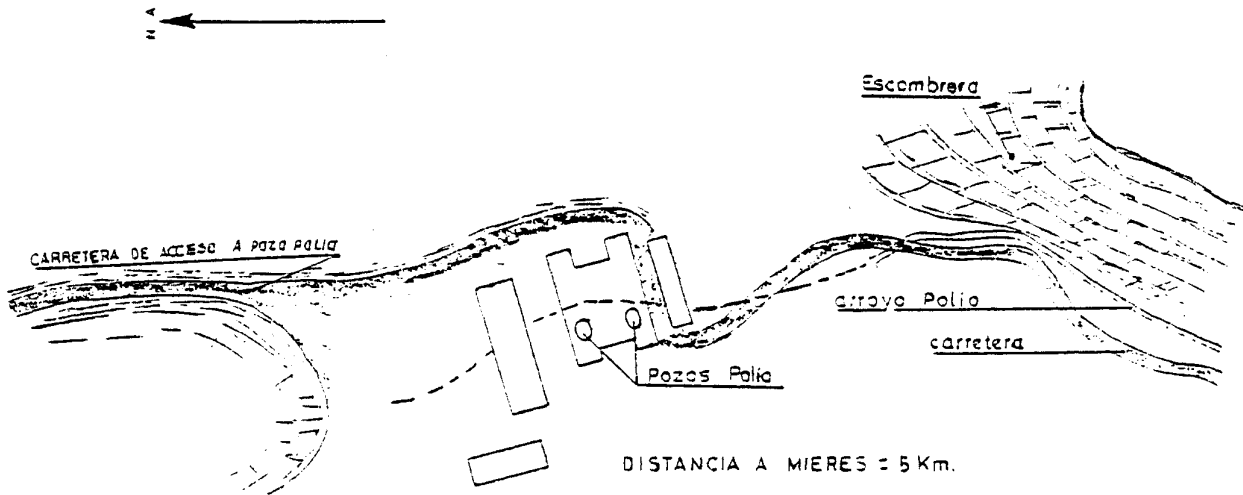 N
Escombrera
CARRETERA DE ACCESO A POZO POLIO
arroyo Polio
carretera
Pozos Polio
DISTANCIA A MIERES = 5 Km.